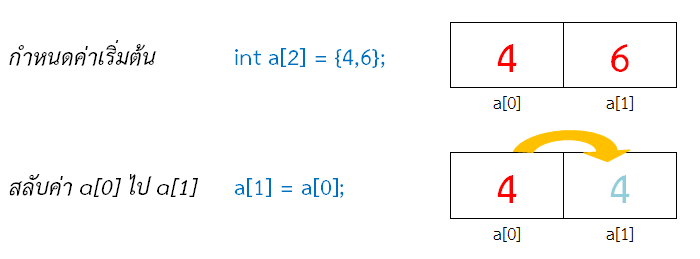 กำหนดค่าเริ่มต้น int a[2] = {4,6}; 4 6
a[0] a[1]
สลับค่า a[0] ไป a[1] a[1] = a[0]; 4 4
a[0] a[1]